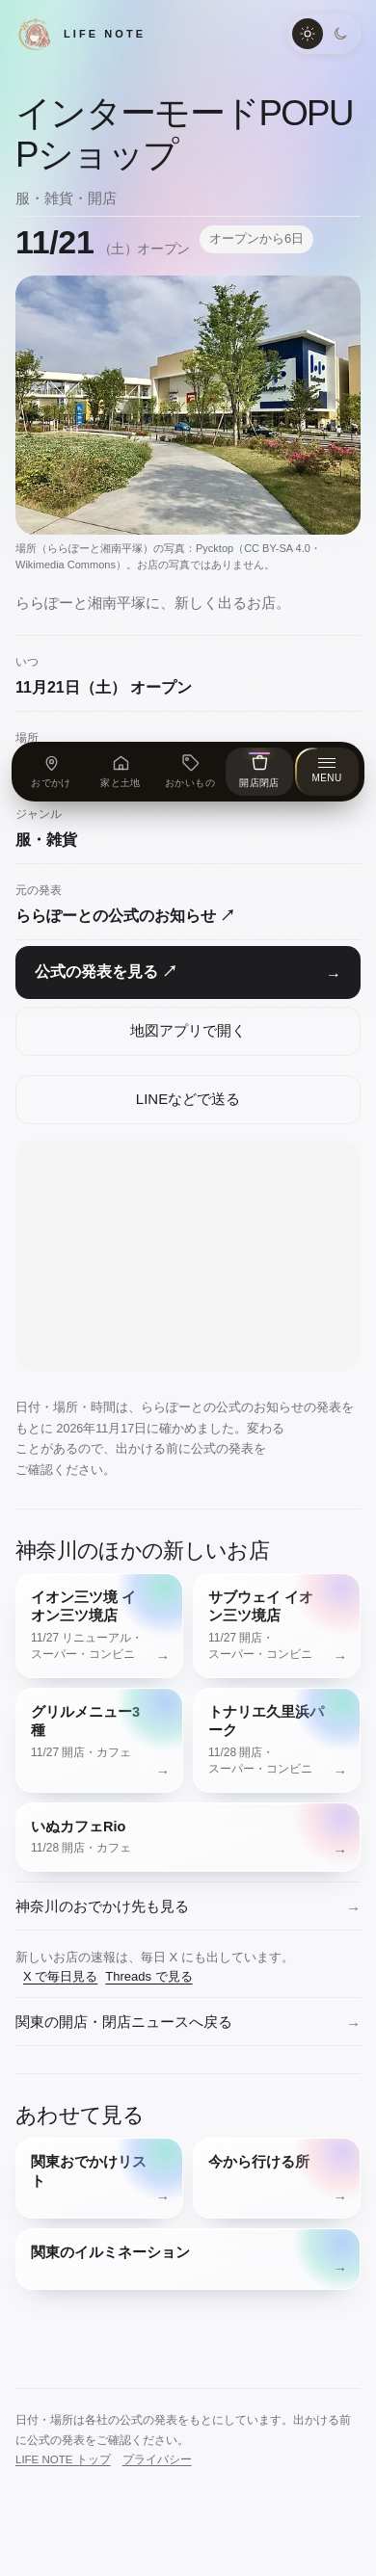 LIFE NOTE
インターモードPOPU
Pショップ
服・雑貨・開店
11/21 （土）オープン オープンから6日
場所（ららぽーと湘南平塚）の写真：Pycktop（CC BY-SA 4.0・
Wikimedia Commons）。お店の写真ではありません。
ららぽーと湘南平塚に、新しく出るお店。
いつ
11月21日（土） オープン
場所
おでかけ 家と土地 おかいもの 開店閉店 MENU
ジャンル
服・雑貨
元の発表
ららぽーとの公式のお知らせ ↗
公式の発表を見る ↗ →
地図アプリで開く
LINEなどで送る
日付・場所・時間は、ららぽーとの公式のお知らせの発表を
もとに 2026年11月17日に確かめました。変わる
ことがあるので、出かける前に公式の発表を
ご確認ください。
神奈川のほかの新しいお店
イオン三ツ境 イ
オン三ツ境店
11/27 リニューアル・
スーパー・コンビニ →
サブウェイ イオ
ン三ツ境店
11/27 開店・
スーパー・コンビニ →
グリルメニュー3
種
11/27 開店・カフェ
→
トナリエ久里浜パ
ーク
11/28 開店・
スーパー・コンビニ →
いぬカフェRio
11/28 開店・カフェ →
神奈川のおでかけ先も見る →
新しいお店の速報は、毎日 X にも出しています。
X で毎日見る Threads で見る
関東の開店・閉店ニュースへ戻る →
あわせて見る
関東おでかけリス
ト
→
今から行ける所
→
関東のイルミネーション
→
日付・場所は各社の公式の発表をもとにしています。出かける前
に公式の発表をご確認ください。
LIFE NOTE トップ プライバシー